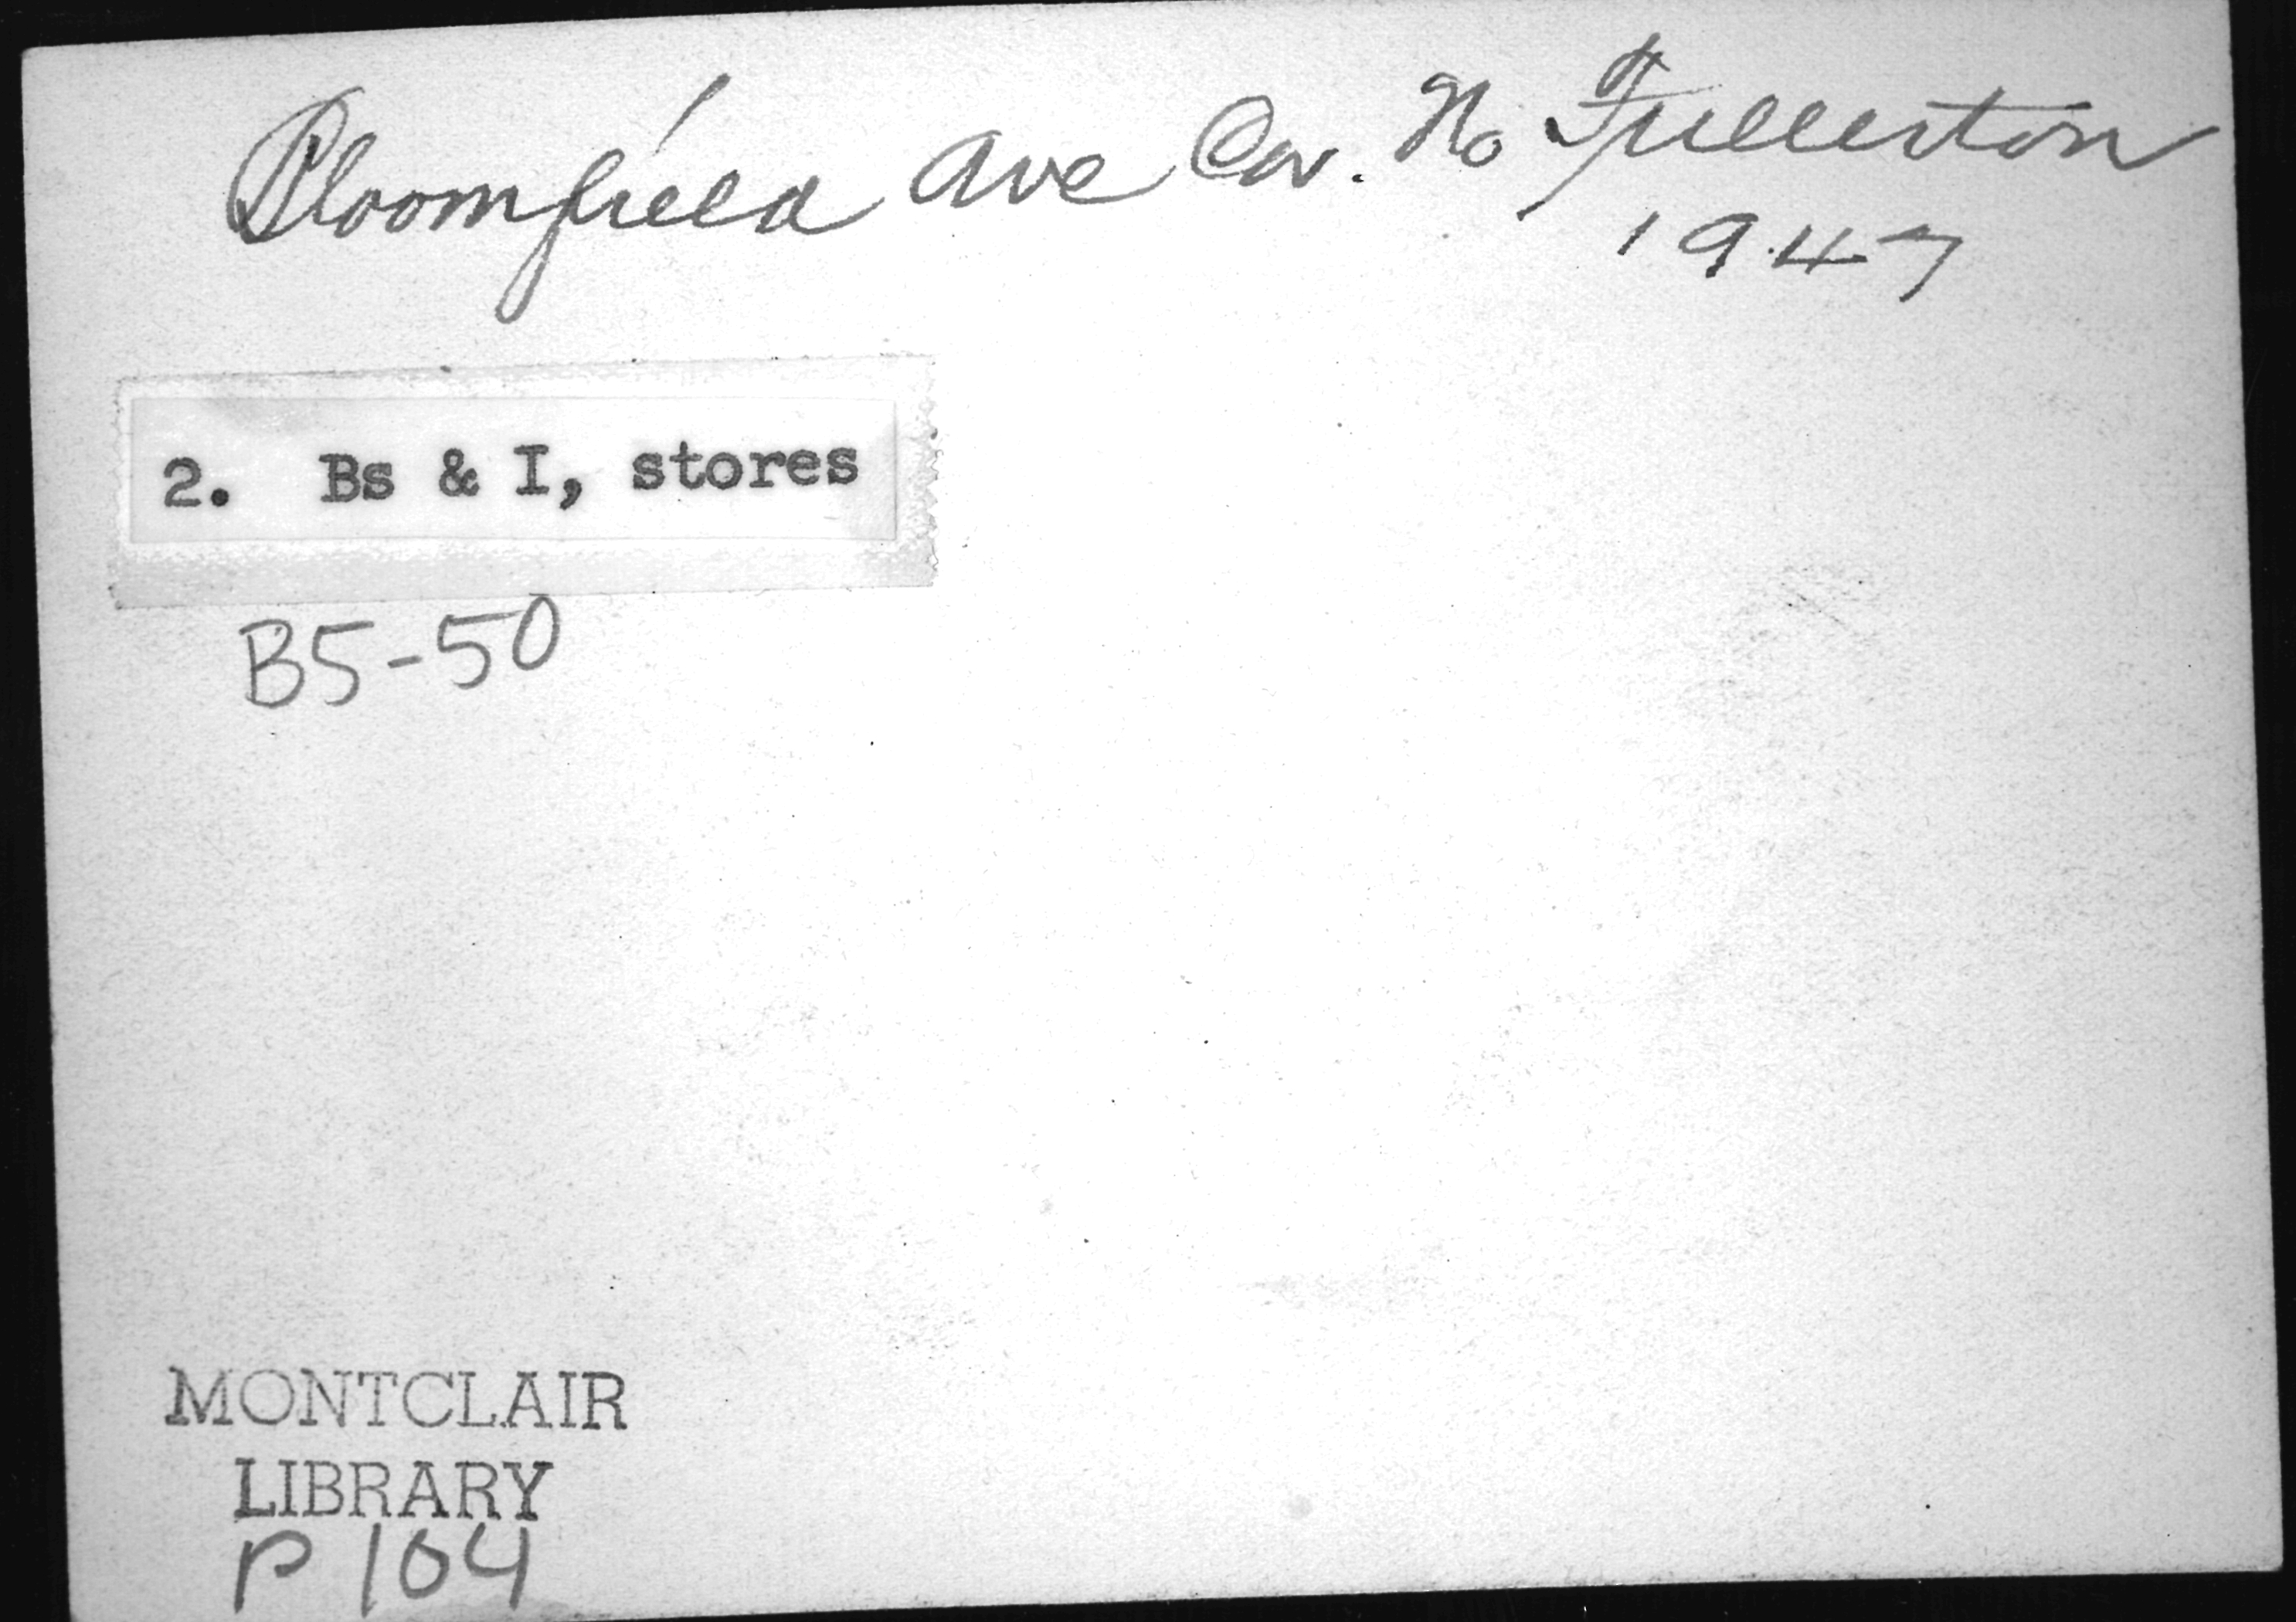 Bloomfield Ave Cor. No Fullerton
1947
2. Bs & I, stores
B5-50
MONTCLAIR
LIBRARY
P 104